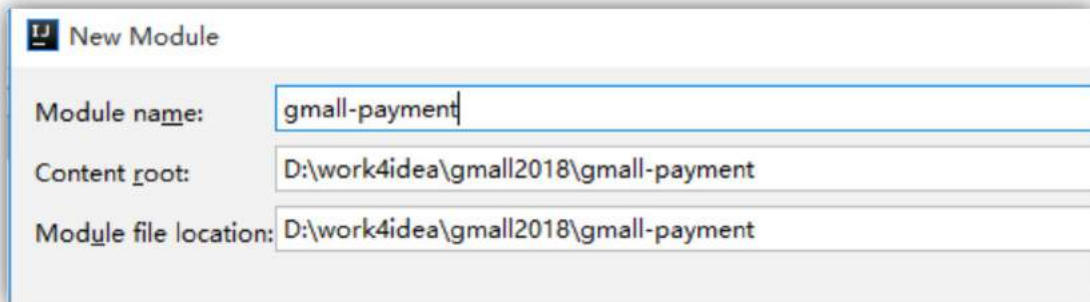 IJ New Module
Module name: gmall-payment
Content root: D:\work4idea\gmall2018\gmall-payment
Module file location: D:\work4idea\gmall2018\gmall-payment